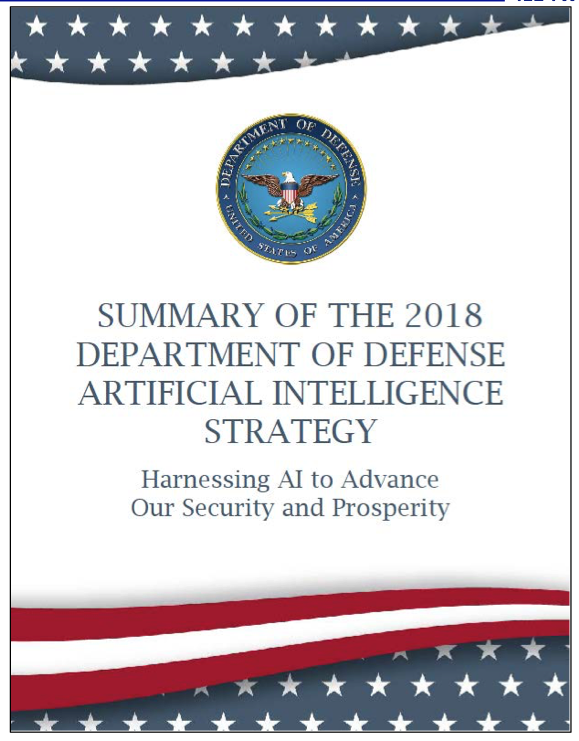 DEPARTMENT OF DEFENSE
UNITED STATES OF AMERICA
SUMMARY OF THE 2018
DEPARTMENT OF DEFENSE
ARTIFICIAL INTELLIGENCE
STRATEGY
Harnessing AI to Advance
Our Security and Prosperity